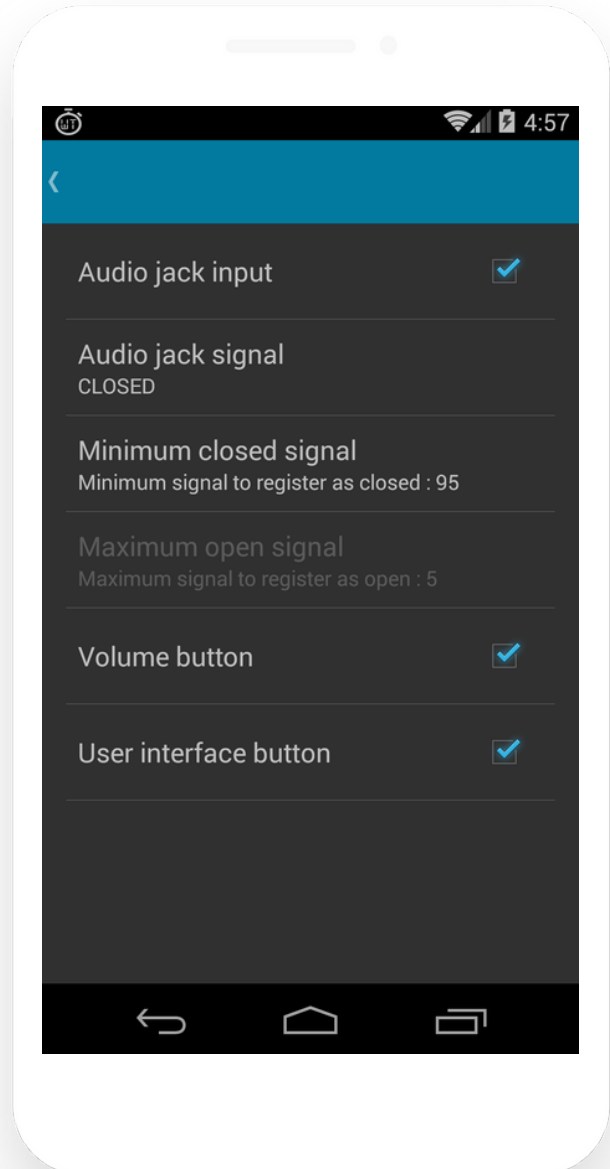 WT 4:57
Audio jack input
Audio jack signal
CLOSED
Minimum closed signal
Minimum signal to register as closed : 95
Maximum open signal
Maximum signal to register as open : 5
Volume button
User interface button